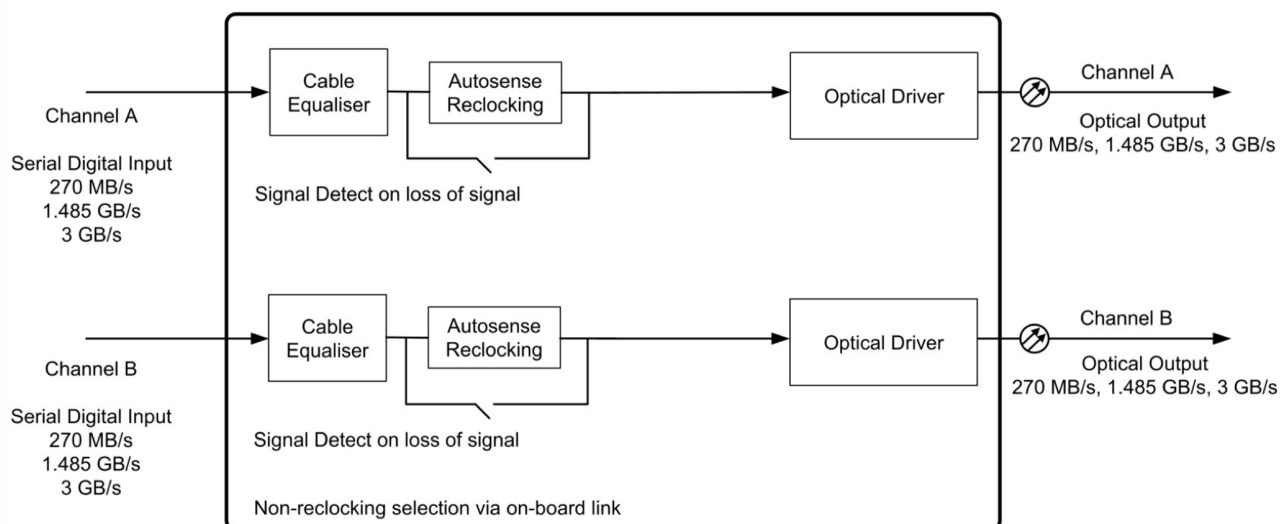 Channel A
Serial Digital Input
270 MB/s
1.485 GB/s
3 GB/s
Cable
Equaliser
Autosense
Reclocking
Signal Detect on loss of signal
Optical Driver
Channel A
Optical Output
270 MB/s, 1.485 GB/s, 3 GB/s
Channel B
Serial Digital Input
270 MB/s
1.485 GB/s
3 GB/s
Cable
Equaliser
Autosense
Reclocking
Signal Detect on loss of signal
Optical Driver
Channel B
Optical Output
270 MB/s, 1.485 GB/s, 3 GB/s
Non-reclocking selection via on-board link